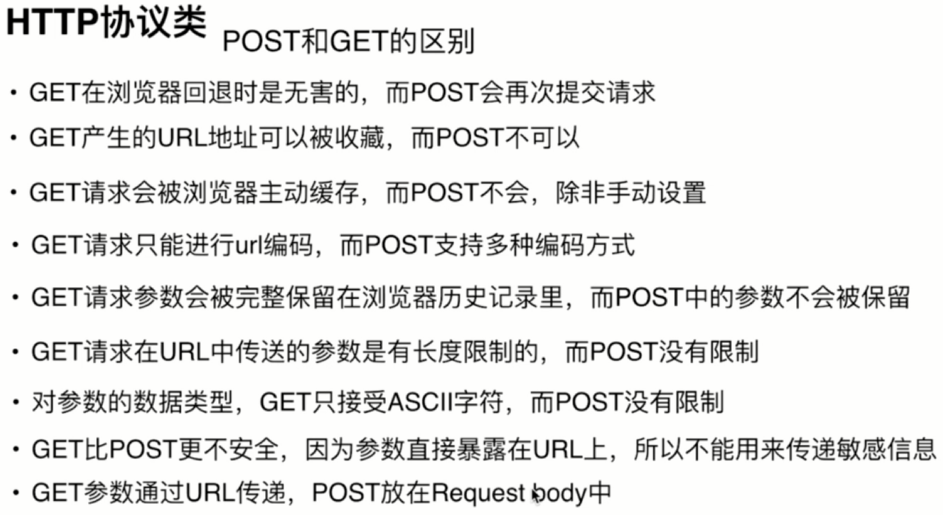 HTTP协议类
POST和GET的区别
• GET在浏览器回退时是无害的，而POST会再次提交请求
• GET产生的URL地址可以被收藏，而POST不可以
• GET请求会被浏览器主动缓存，而POST不会，除非手动设置
• GET请求只能进行url编码，而POST支持多种编码方式
• GET请求参数会被完整保留在浏览器历史记录里，而POST中的参数不会被保留
• GET请求在URL中传送的参数是有长度限制的，而POST没有限制
• 对参数的数据类型，GET只接受ASCII字符，而POST没有限制
• GET比POST更不安全，因为参数直接暴露在URL上，所以不能用来传递敏感信息
• GET参数通过URL传递，POST放在Request body中